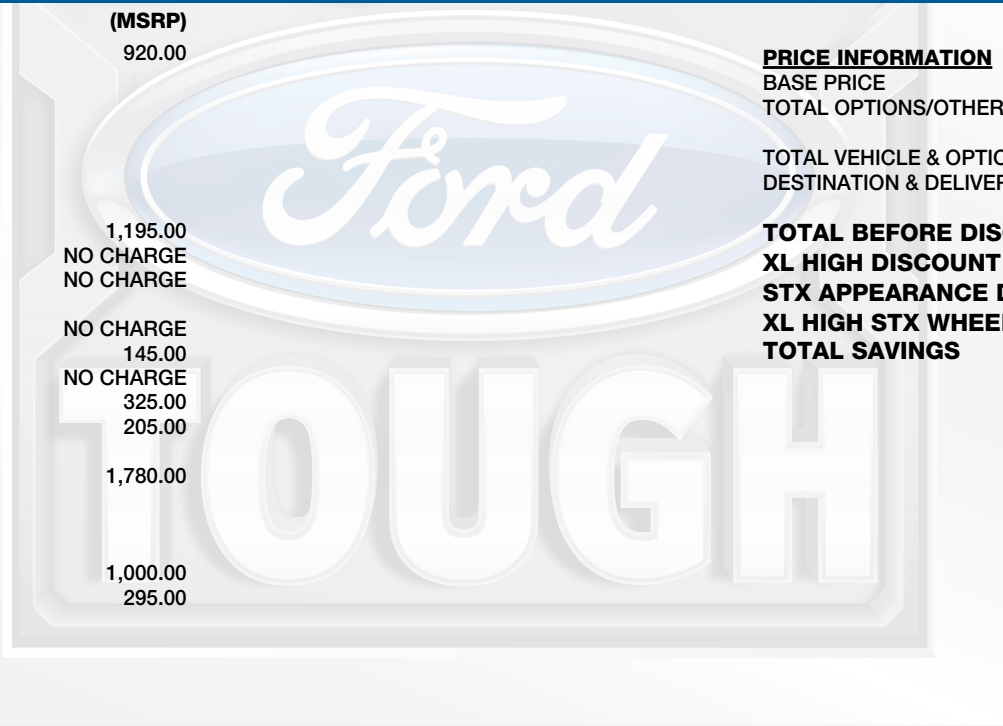 (MSRP)
920.00
1,195.00
NO CHARGE
NO CHARGE
NO CHARGE
145.00
NO CHARGE
325.00
205.00
1,780.00
1,000.00
295.00
PRICE INFORMATION
BASE PRICE
TOTAL OPTIONS/OTHER
TOTAL VEHICLE & OPTIO
DESTINATION & DELIVER
TOTAL BEFORE DISC
XL HIGH DISCOUNT
STX APPEARANCE D
XL HIGH STX WHEEL
TOTAL SAVINGS
Ford
TOUGH